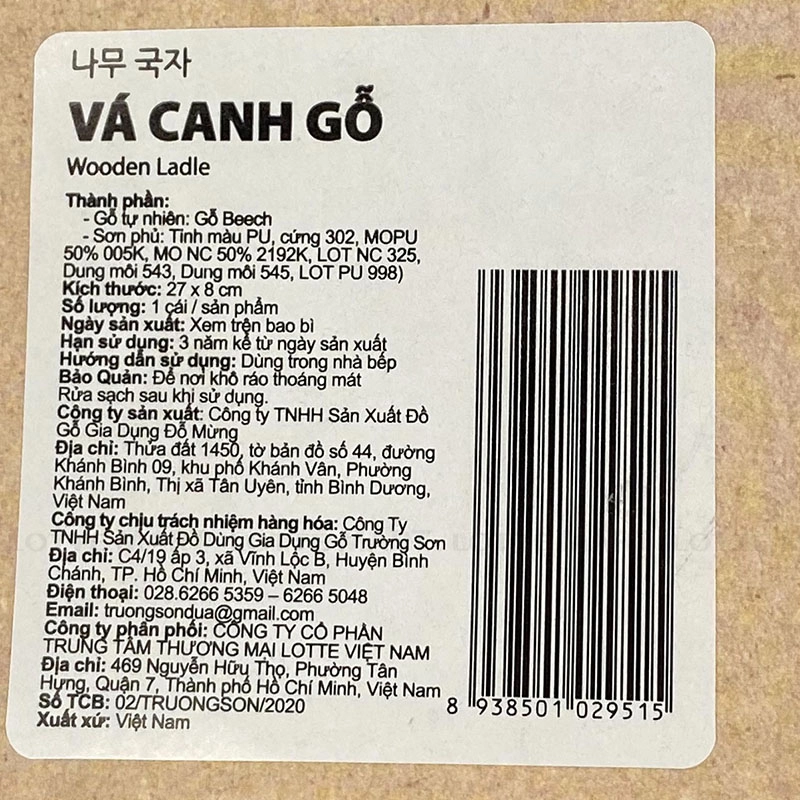 나무 국자
VÁ CANH GỖ
Wooden Ladle
Thành phần:
- Gỗ tự nhiên: Gỗ Beech
- Sơn phủ: Tinh màu PU, cứng 302, MOPU
50% 005K, MO NC 50% 2192K, LOT NC 325,
Dung môi 543, Dung môi 545, LOT PU 998)
Kích thước: 27 x 8 cm
Số lượng: 1 cái / sản phẩm
Ngày sản xuất: Xem trên bao bì
Hạn sử dụng: 3 năm kể từ ngày sản xuất
Hướng dẫn sử dụng: Dùng trong nhà bếp
Bảo Quản: Để nơi khô ráo thoáng mát
Rửa sạch sau khi sử dụng.
Công ty sản xuất: Công ty TNHH Sản Xuất Đồ
Gỗ Gia Dụng Đỗ Mừng
Địa chỉ: Thửa đất 1450, tờ bản đồ số 44, đường
Khánh Bình 09, khu phố Khánh Vân, Phường
Khánh Bình, Thị xã Tân Uyên, tỉnh Bình Dương,
Việt Nam
Công ty chịu trách nhiệm hàng hóa: Công Ty
TNHH Sản Xuất Đồ Dùng Gia Dụng Gỗ Trường Sơn
Địa chỉ: C4/19 ấp 3, xã Vĩnh Lộc B, Huyện Bình
Chánh, TP. Hồ Chí Minh, Việt Nam
Điện thoại: 028.6266 5359 – 6266 5048
Email: truongsondua@gmail.com
Công ty phân phối: CÔNG TY CỔ PHẦN
TRUNG TÂM THƯƠNG MẠI LOTTE VIỆT NAM
Địa chỉ: 469 Nguyễn Hữu Thọ, Phường Tân
Hưng, Quận 7, Thành phố Hồ Chí Minh, Việt Nam
Số TCB: 02/TRUONGSON/2020
Xuất xứ: Việt Nam
8 938501 029515